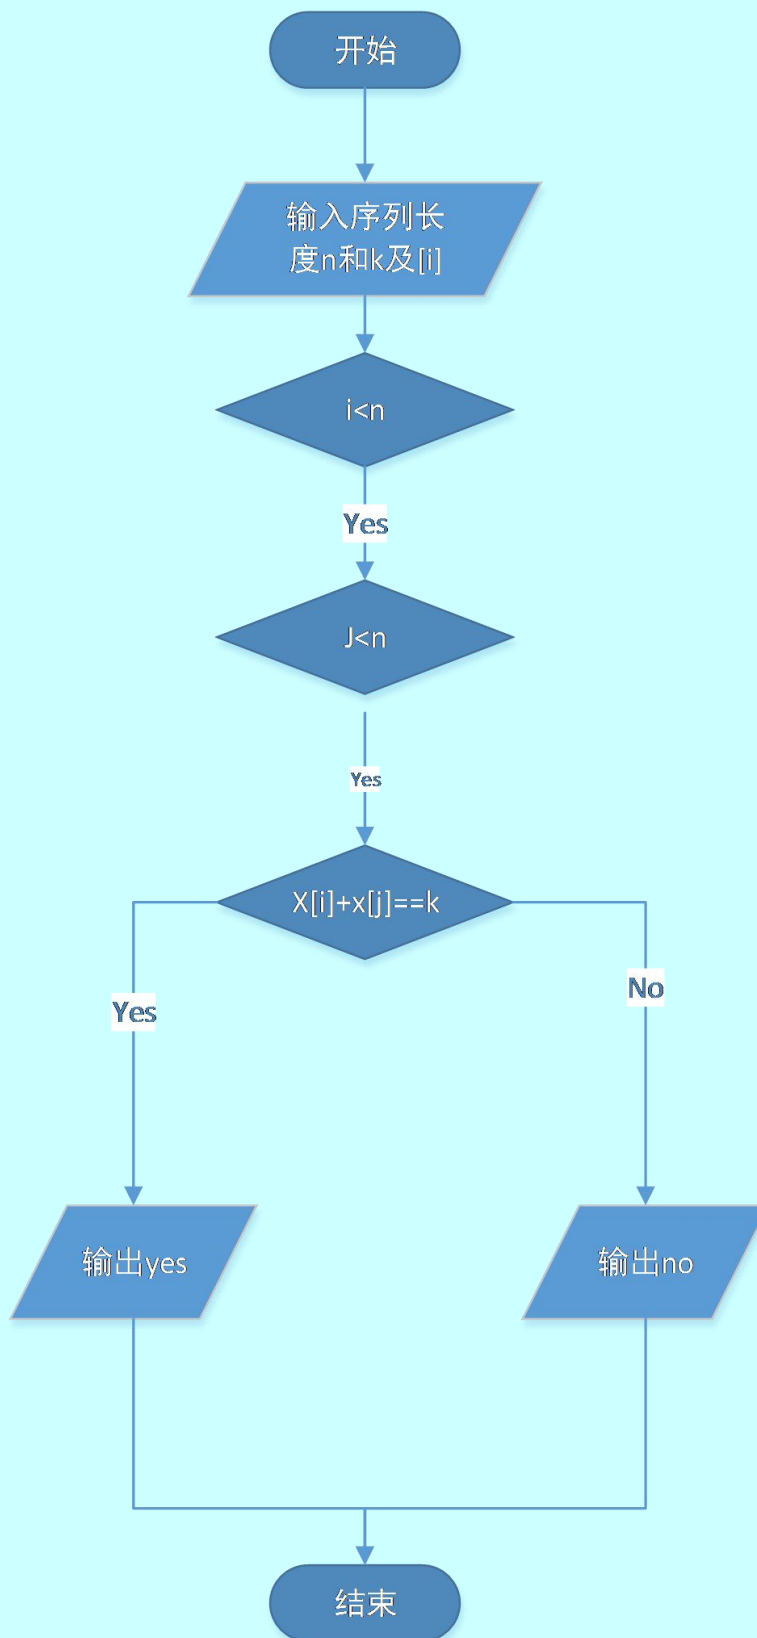 开始
输入序列长
度n和k及[i]
i<n
Yes
J<n
Yes
X[i]+x[j]==k
Yes
No
输出yes
输出no
结束